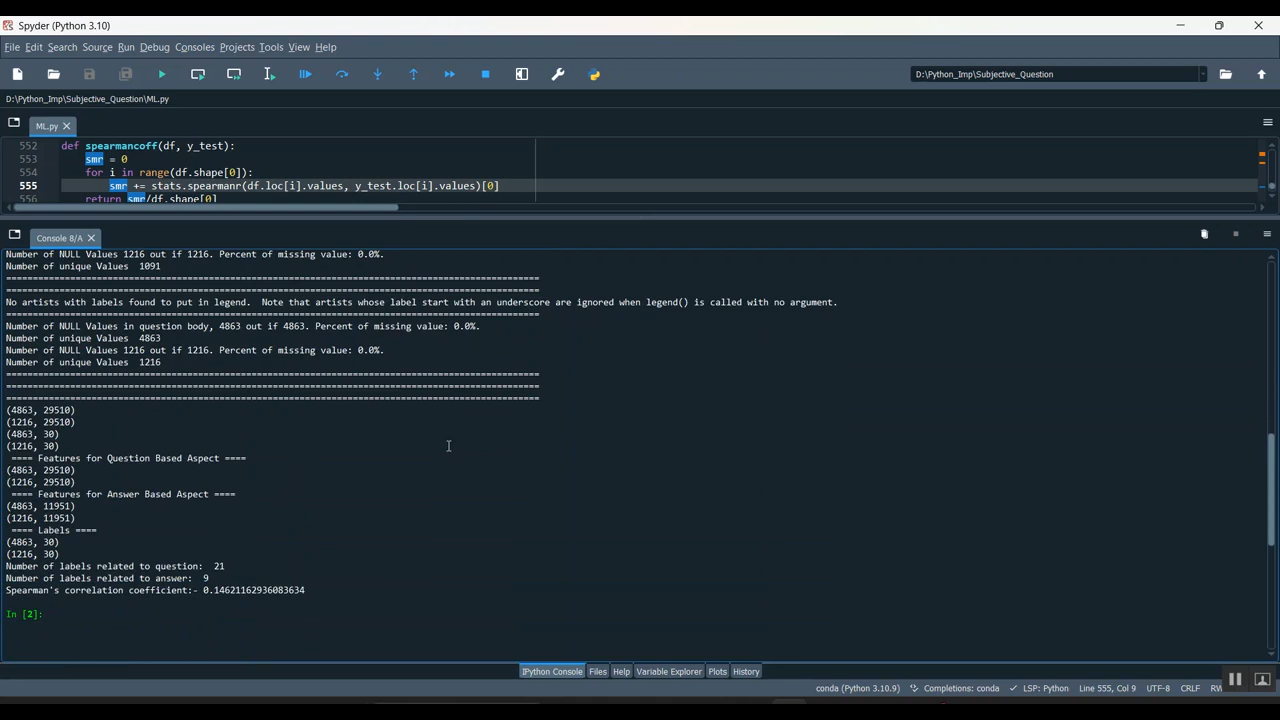 Spyder (Python 3.10)
File Edit Search Source Run Debug Consoles Projects Tools View Help
D:\Python_Imp\Subjective_Question
D:\Python_Imp\Subjective_Question\ML.py
ML.py
552 def spearmancoff(df, y_test):
553 smr = 0
554 for i in range(df.shape[0]):
555 smr += stats.spearmanr(df.loc[i].values, y_test.loc[i].values)[0]
556 return smr/df.shape[0]
Console 8/A
Number of NULL Values 1216 out if 1216. Percent of missing value: 0.0%.
Number of unique Values  1091
====================================================================================================
====================================================================================================
No artists with labels found to put in legend.  Note that artists whose label start with an underscore are ignored when legend() is called with no argument.
====================================================================================================
Number of NULL Values in question body, 4863 out if 4863. Percent of missing value: 0.0%.
Number of unique Values  4863
Number of NULL Values 1216 out if 1216. Percent of missing value: 0.0%.
Number of unique Values  1216
====================================================================================================
====================================================================================================
====================================================================================================
(4863, 29510)
(1216, 29510)
(4863, 30)
(1216, 30)
==== Features for Question Based Aspect ====
(4863, 29510)
(1216, 29510)
==== Features for Answer Based Aspect ====
(4863, 11951)
(1216, 11951)
==== Labels ====
(4863, 30)
(1216, 30)
Number of labels related to question:  21
Number of labels related to answer:  9
Spearman's correlation coefficient:- 0.14621162936083634
In [2]:
IPython Console Files Help Variable Explorer Plots History
conda (Python 3.10.9) Completions: conda LSP: Python Line 555, Col 9 UTF-8 CRLF RW